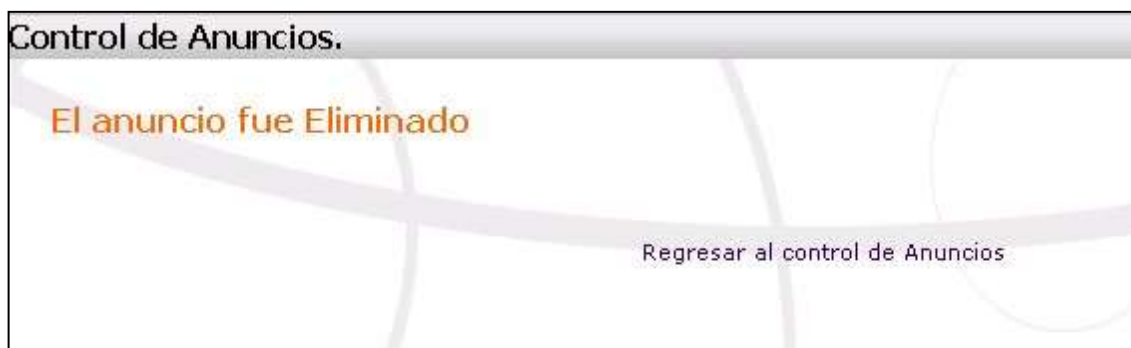 Control de Anuncios.
El anuncio fue Eliminado
Regresar al control de Anuncios